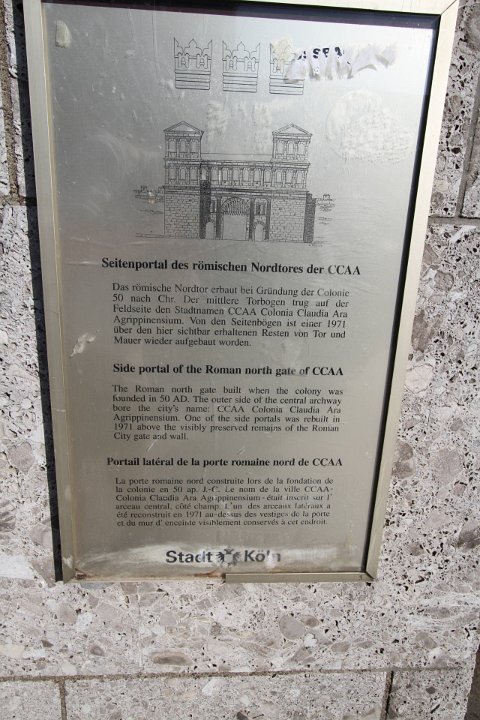 Seitenportal des römischen Nordtores der CCAA
Das römische Nordtor erbaut bei Gründung der Colonie
50 nach Chr. Der mittlere Torbogen trug auf der
Feldseite den Stadtnamen CCAA Colonia Claudia Ara
Agrippinensium. Von den Seitenbögen ist einer 1971
über den hier sichtbar erhaltenen Resten von Tor und
Mauer wieder aufgebaut worden.
Side portal of the Roman north gate of CCAA
The Roman north gate built when the colony was
founded in 50 AD. The outer side of the central archway
bore the city's name: CCAA Colonia Claudia Ara
Agrippinensium. One of the side portals was rebuilt in
1971 above the visibly preserved remains of the Roman
City gate and wall.
Portail latéral de la porte romaine nord de CCAA
La porte romaine nord construite lors de la fondation de
la colonie en 50 ap. J.-C. Le nom de la ville CCAA-
Colonia Claudia Ara Agrippinensium - était inscrit sur l'
arceau central, côté champ. L'un des arceaux latéraux a
été reconstruit en 1971 au-dessus des vestiges de la porte
et du mur d' enceinte visiblement conservés à cet endroit.
Stadt Köln